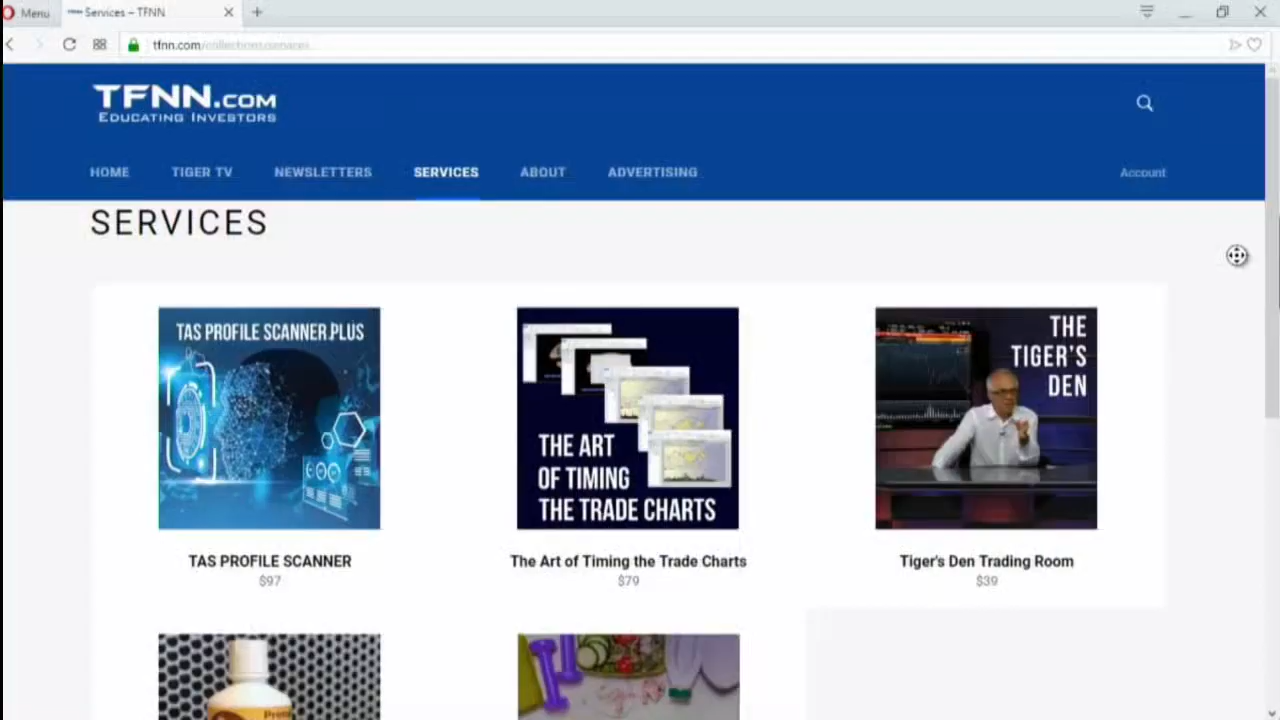 Menu
Services – TFNN
tfnn.com/collections/services
TFNN.COM
EDUCATING INVESTORS
HOME TIGER TV NEWSLETTERS SERVICES ABOUT ADVERTISING Account
SERVICES
TAS PROFILE SCANNER PLUS
THE ART
OF TIMING
THE TRADE CHARTS
THE
TIGER'S
DEN
TAS PROFILE SCANNER
$97
The Art of Timing the Trade Charts
$79
Tiger's Den Trading Room
$39